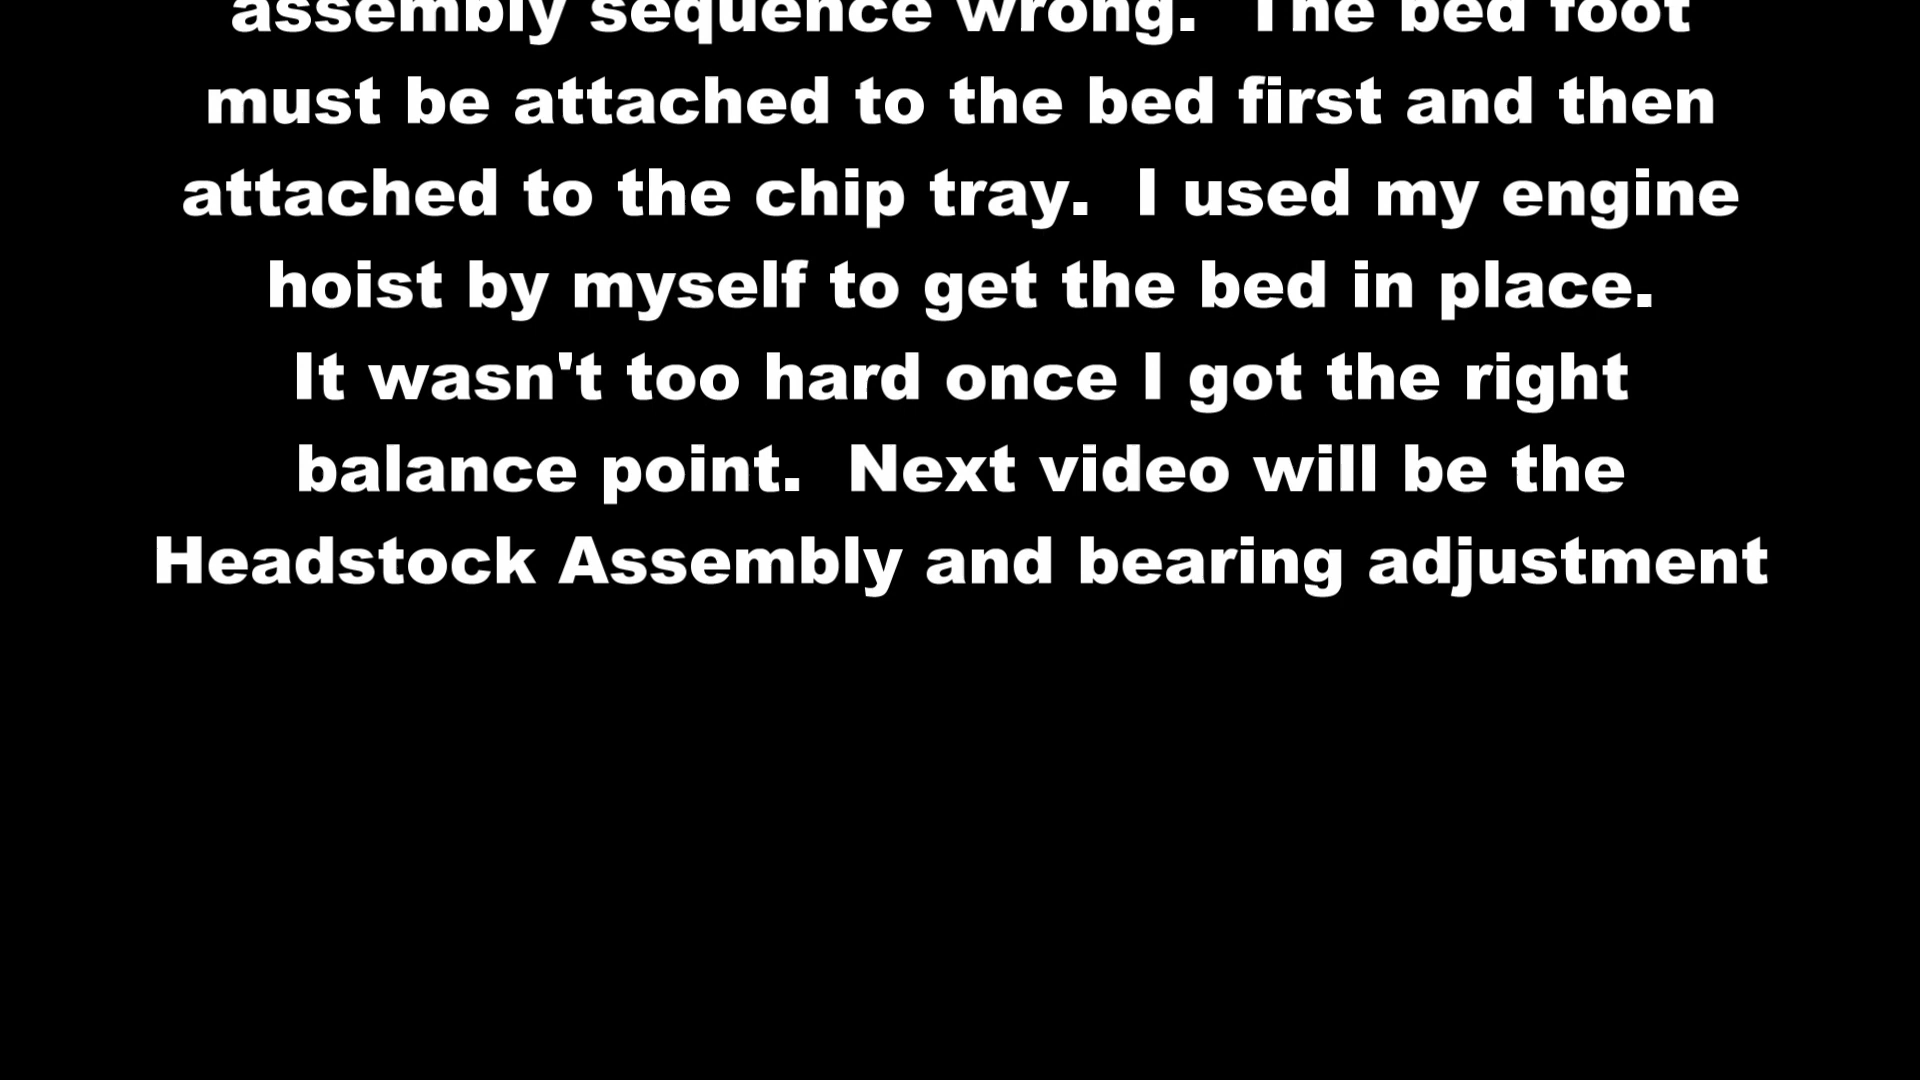 assembly sequence wrong.  The bed foot
must be attached to the bed first and then
attached to the chip tray.  I used my engine
hoist by myself to get the bed in place.
It wasn't too hard once I got the right
balance point.  Next video will be the
Headstock Assembly and bearing adjustment